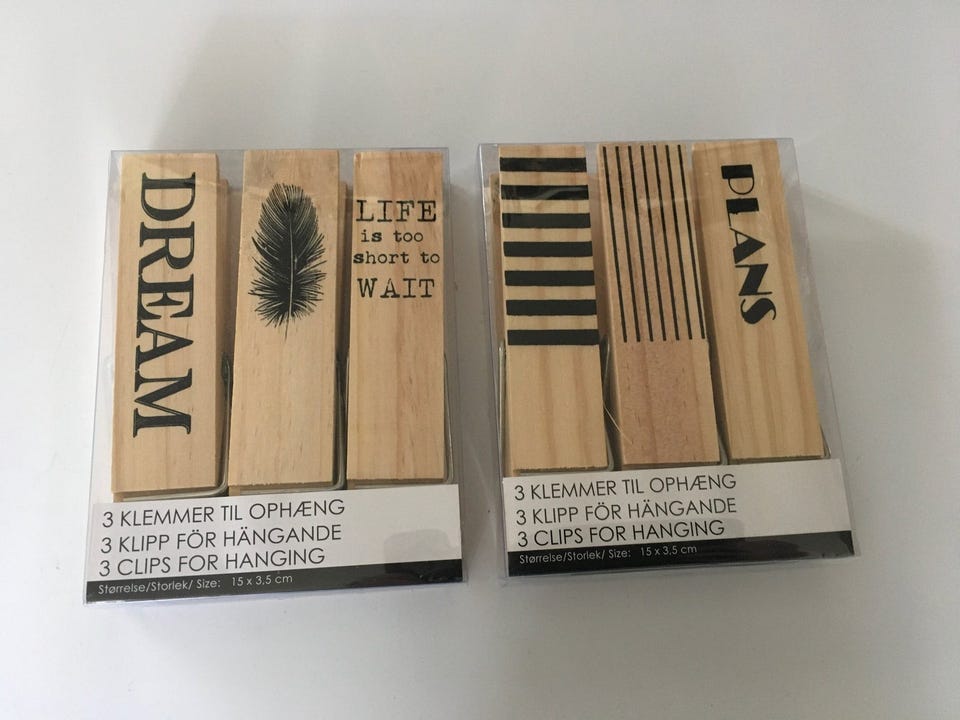 DREAM
LIFE
is too
short to
WAIT
3 KLEMMER TIL OPHÆNG
3 KLIPP FÖR HÄNGANDE
3 CLIPS FOR HANGING
Størrelse/Storlek/ Size: 15 x 3,5 cm
PLANS
3 KLEMMER TIL OPHÆNG
3 KLIPP FÖR HÄNGANDE
3 CLIPS FOR HANGING
Størrelse/Storlek/ Size: 15 x 3,5 cm